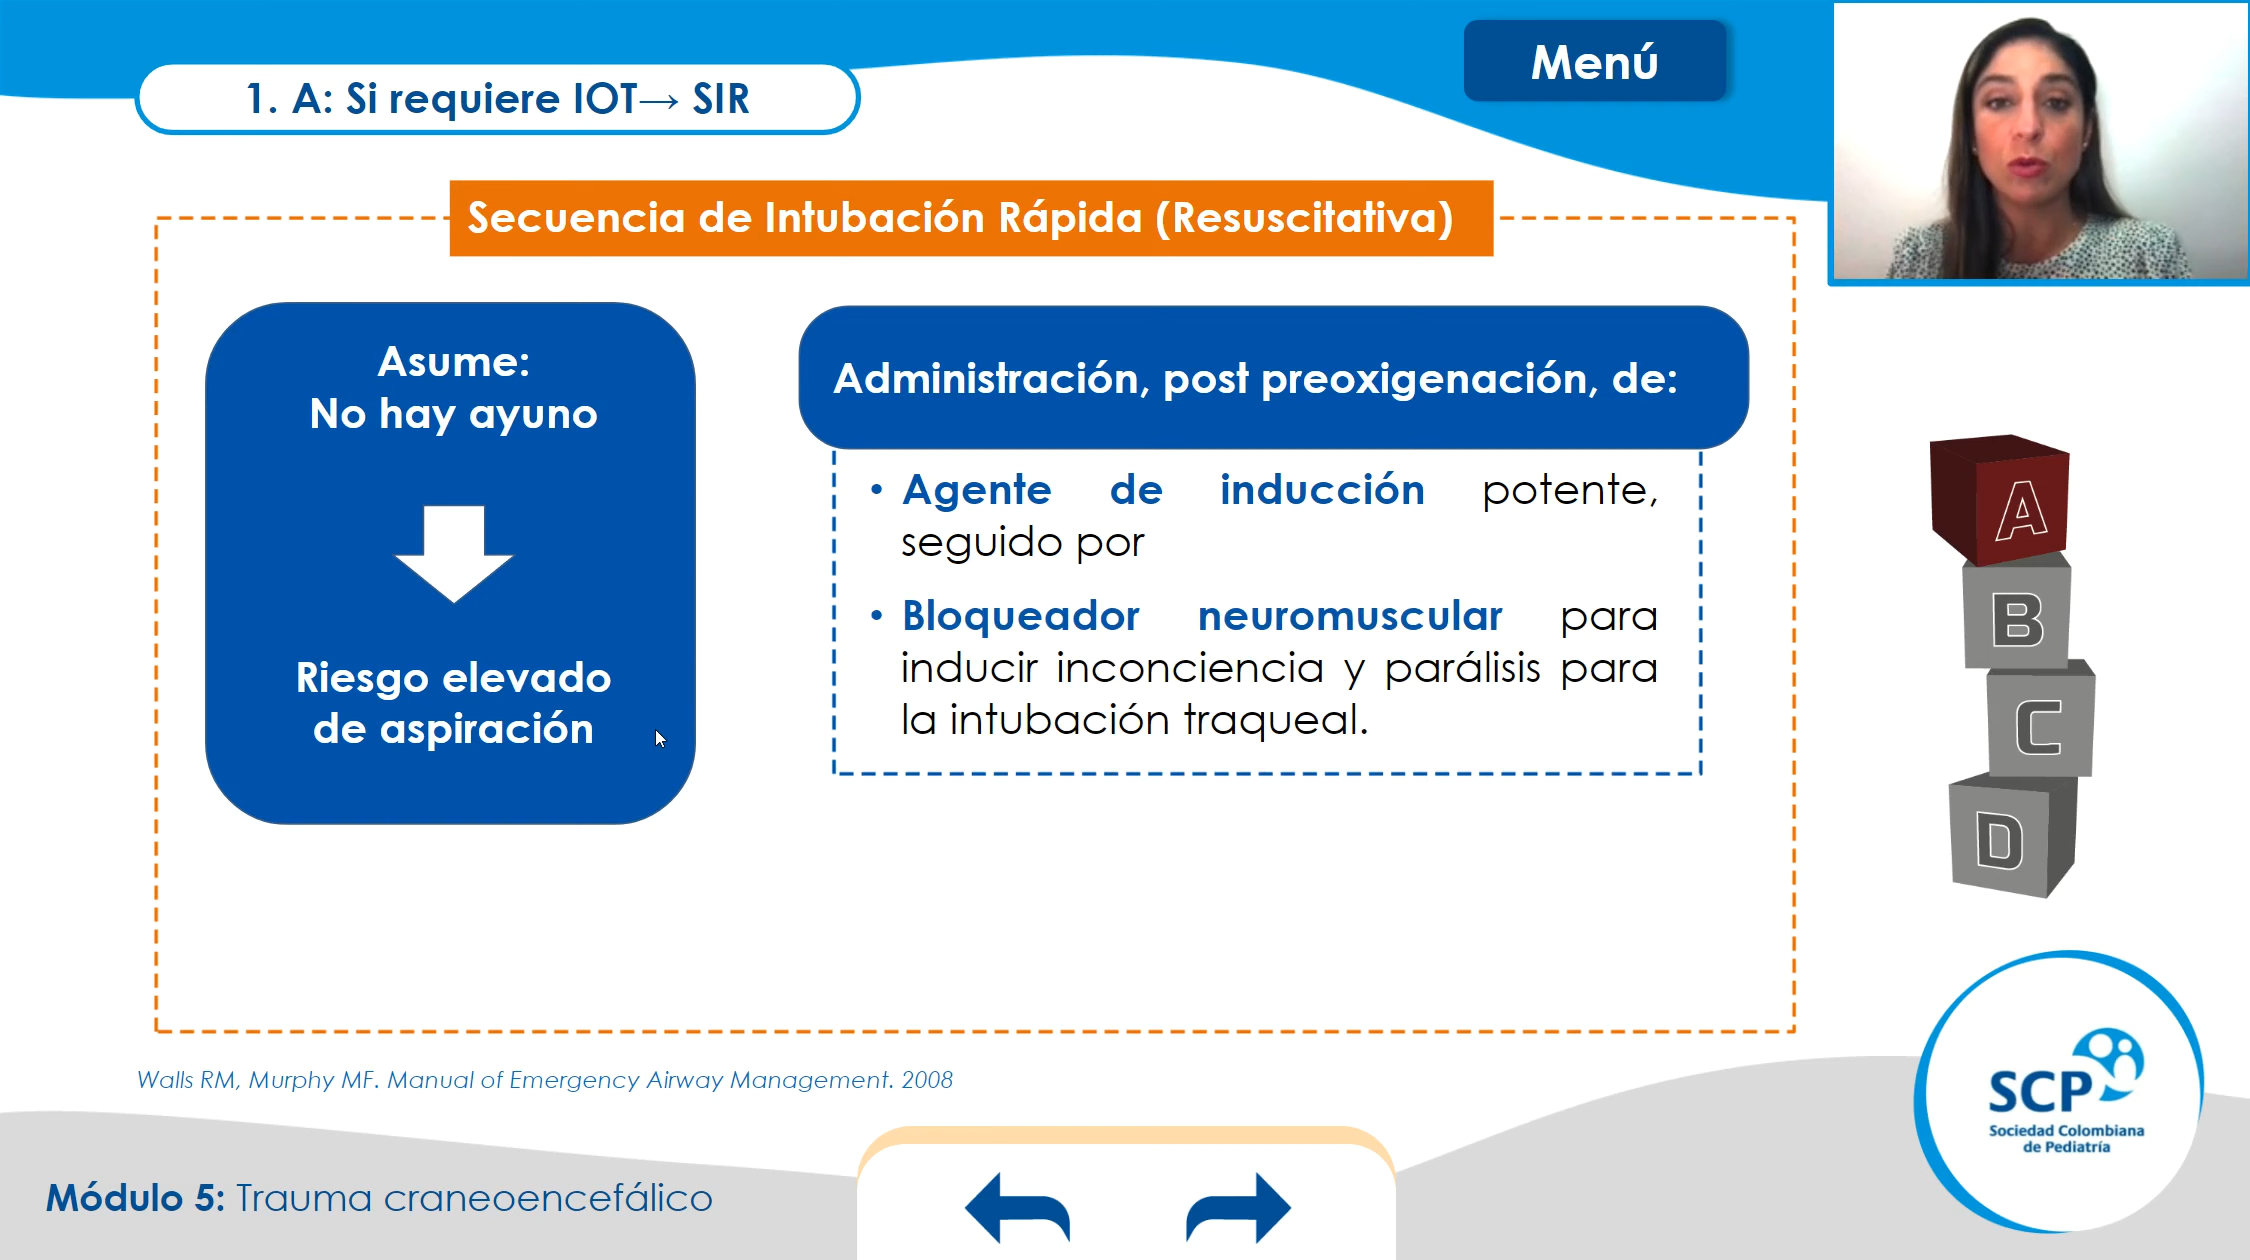 Menú
1. A: Si requiere IOT→ SIR
Secuencia de Intubación Rápida (Resuscitativa)
Asume:
No hay ayuno
Riesgo elevado
de aspiración
Administración, post preoxigenación, de:
• Agente de inducción potente,
seguido por
• Bloqueador neuromuscular para
inducir inconciencia y parálisis para
la intubación traqueal.
A
B
C
D
Walls RM, Murphy MF. Manual of Emergency Airway Management. 2008
SCP
Sociedad Colombiana
de Pediatría
Módulo 5: Trauma craneoencefálico